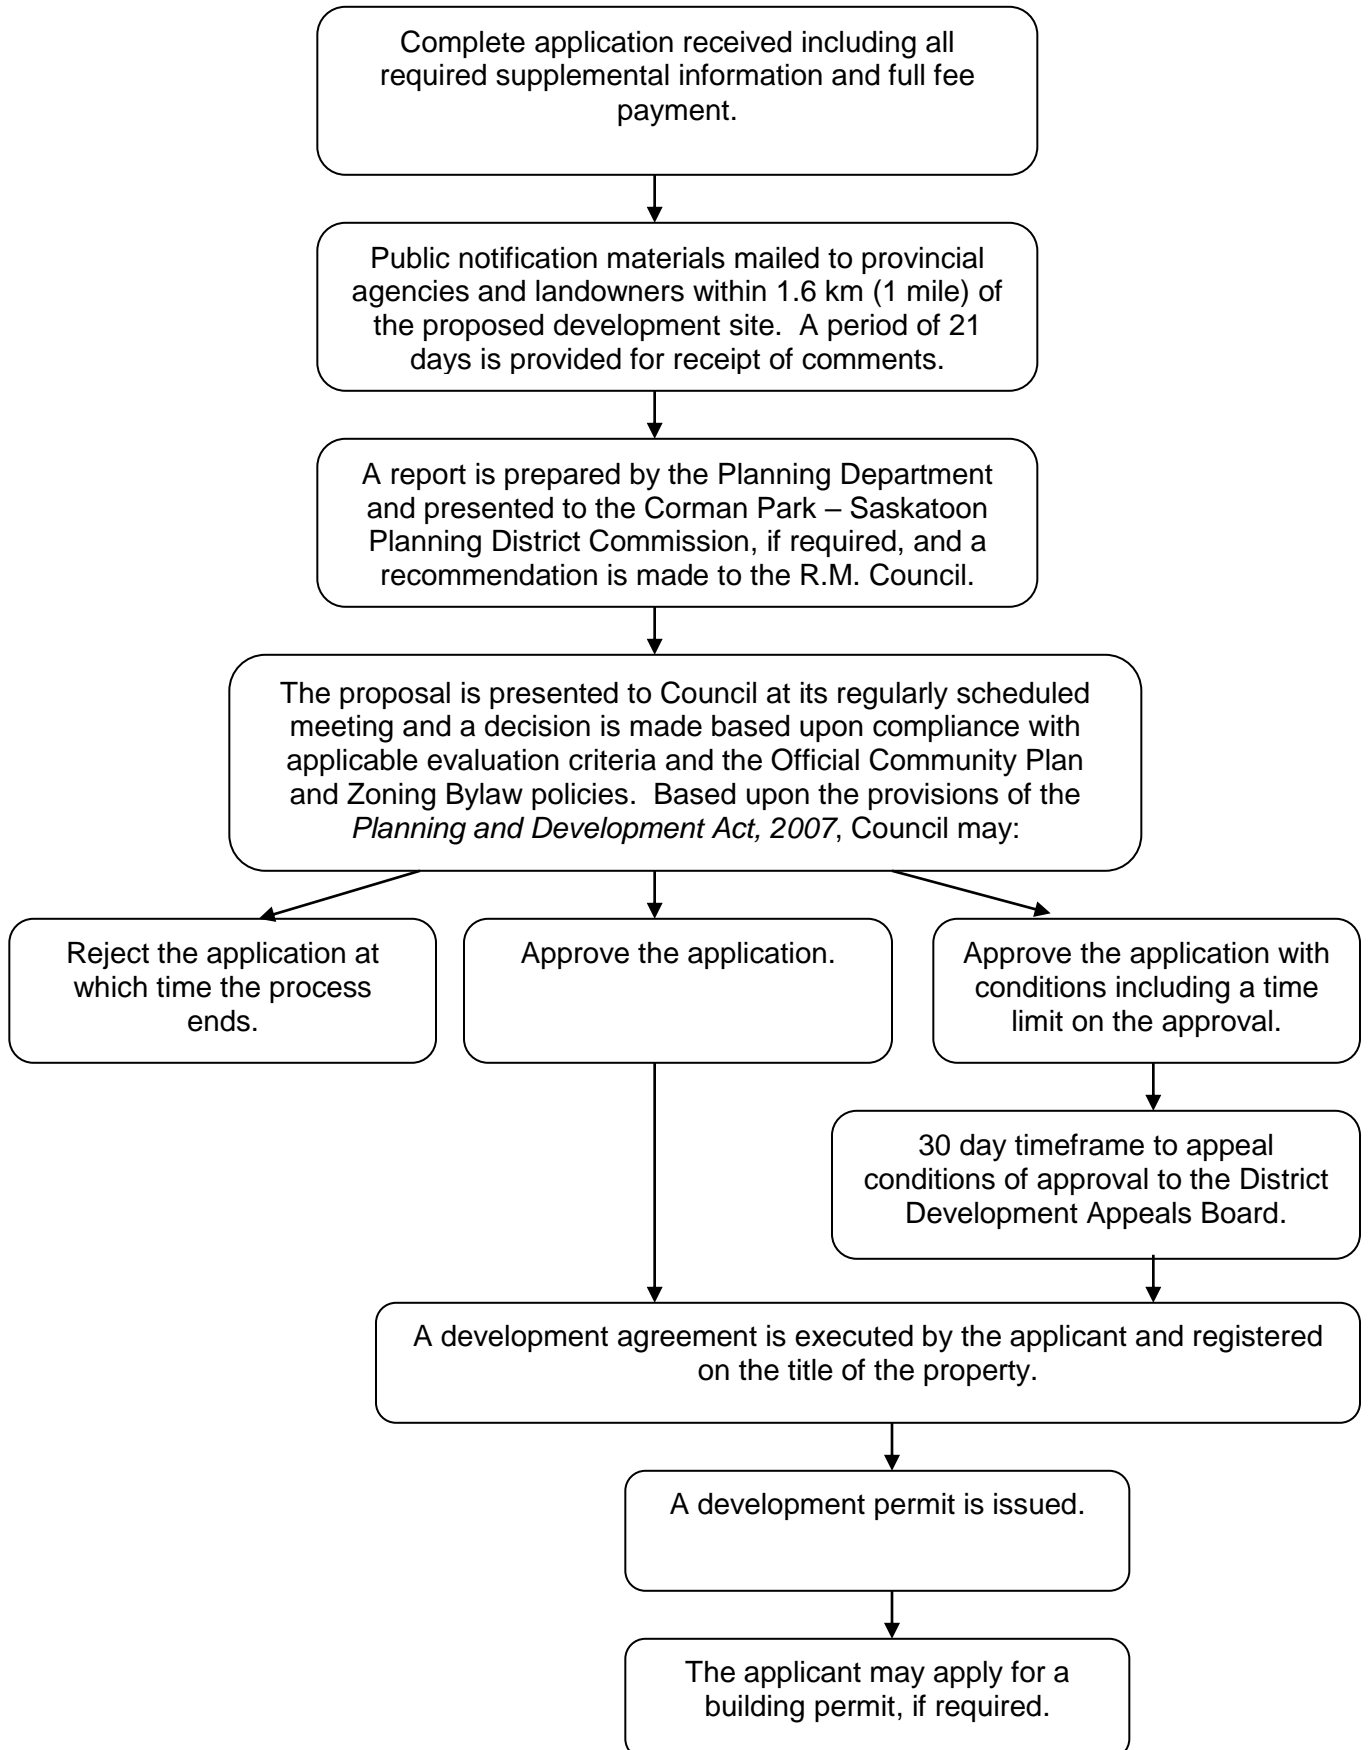 Complete application received including all
required supplemental information and full fee
payment.
Public notification materials mailed to provincial
agencies and landowners within 1.6 km (1 mile) of
the proposed development site.  A period of 21
days is provided for receipt of comments.
A report is prepared by the Planning Department
and presented to the Corman Park – Saskatoon
Planning District Commission, if required, and a
recommendation is made to the R.M. Council.
The proposal is presented to Council at its regularly scheduled
meeting and a decision is made based upon compliance with
applicable evaluation criteria and the Official Community Plan
and Zoning Bylaw policies.  Based upon the provisions of the
Planning and Development Act, 2007, Council may:
Reject the application at
which time the process
ends.
Approve the application.
Approve the application with
conditions including a time
limit on the approval.
30 day timeframe to appeal
conditions of approval to the District
Development Appeals Board.
A development agreement is executed by the applicant and registered
on the title of the property.
A development permit is issued.
The applicant may apply for a
building permit, if required.